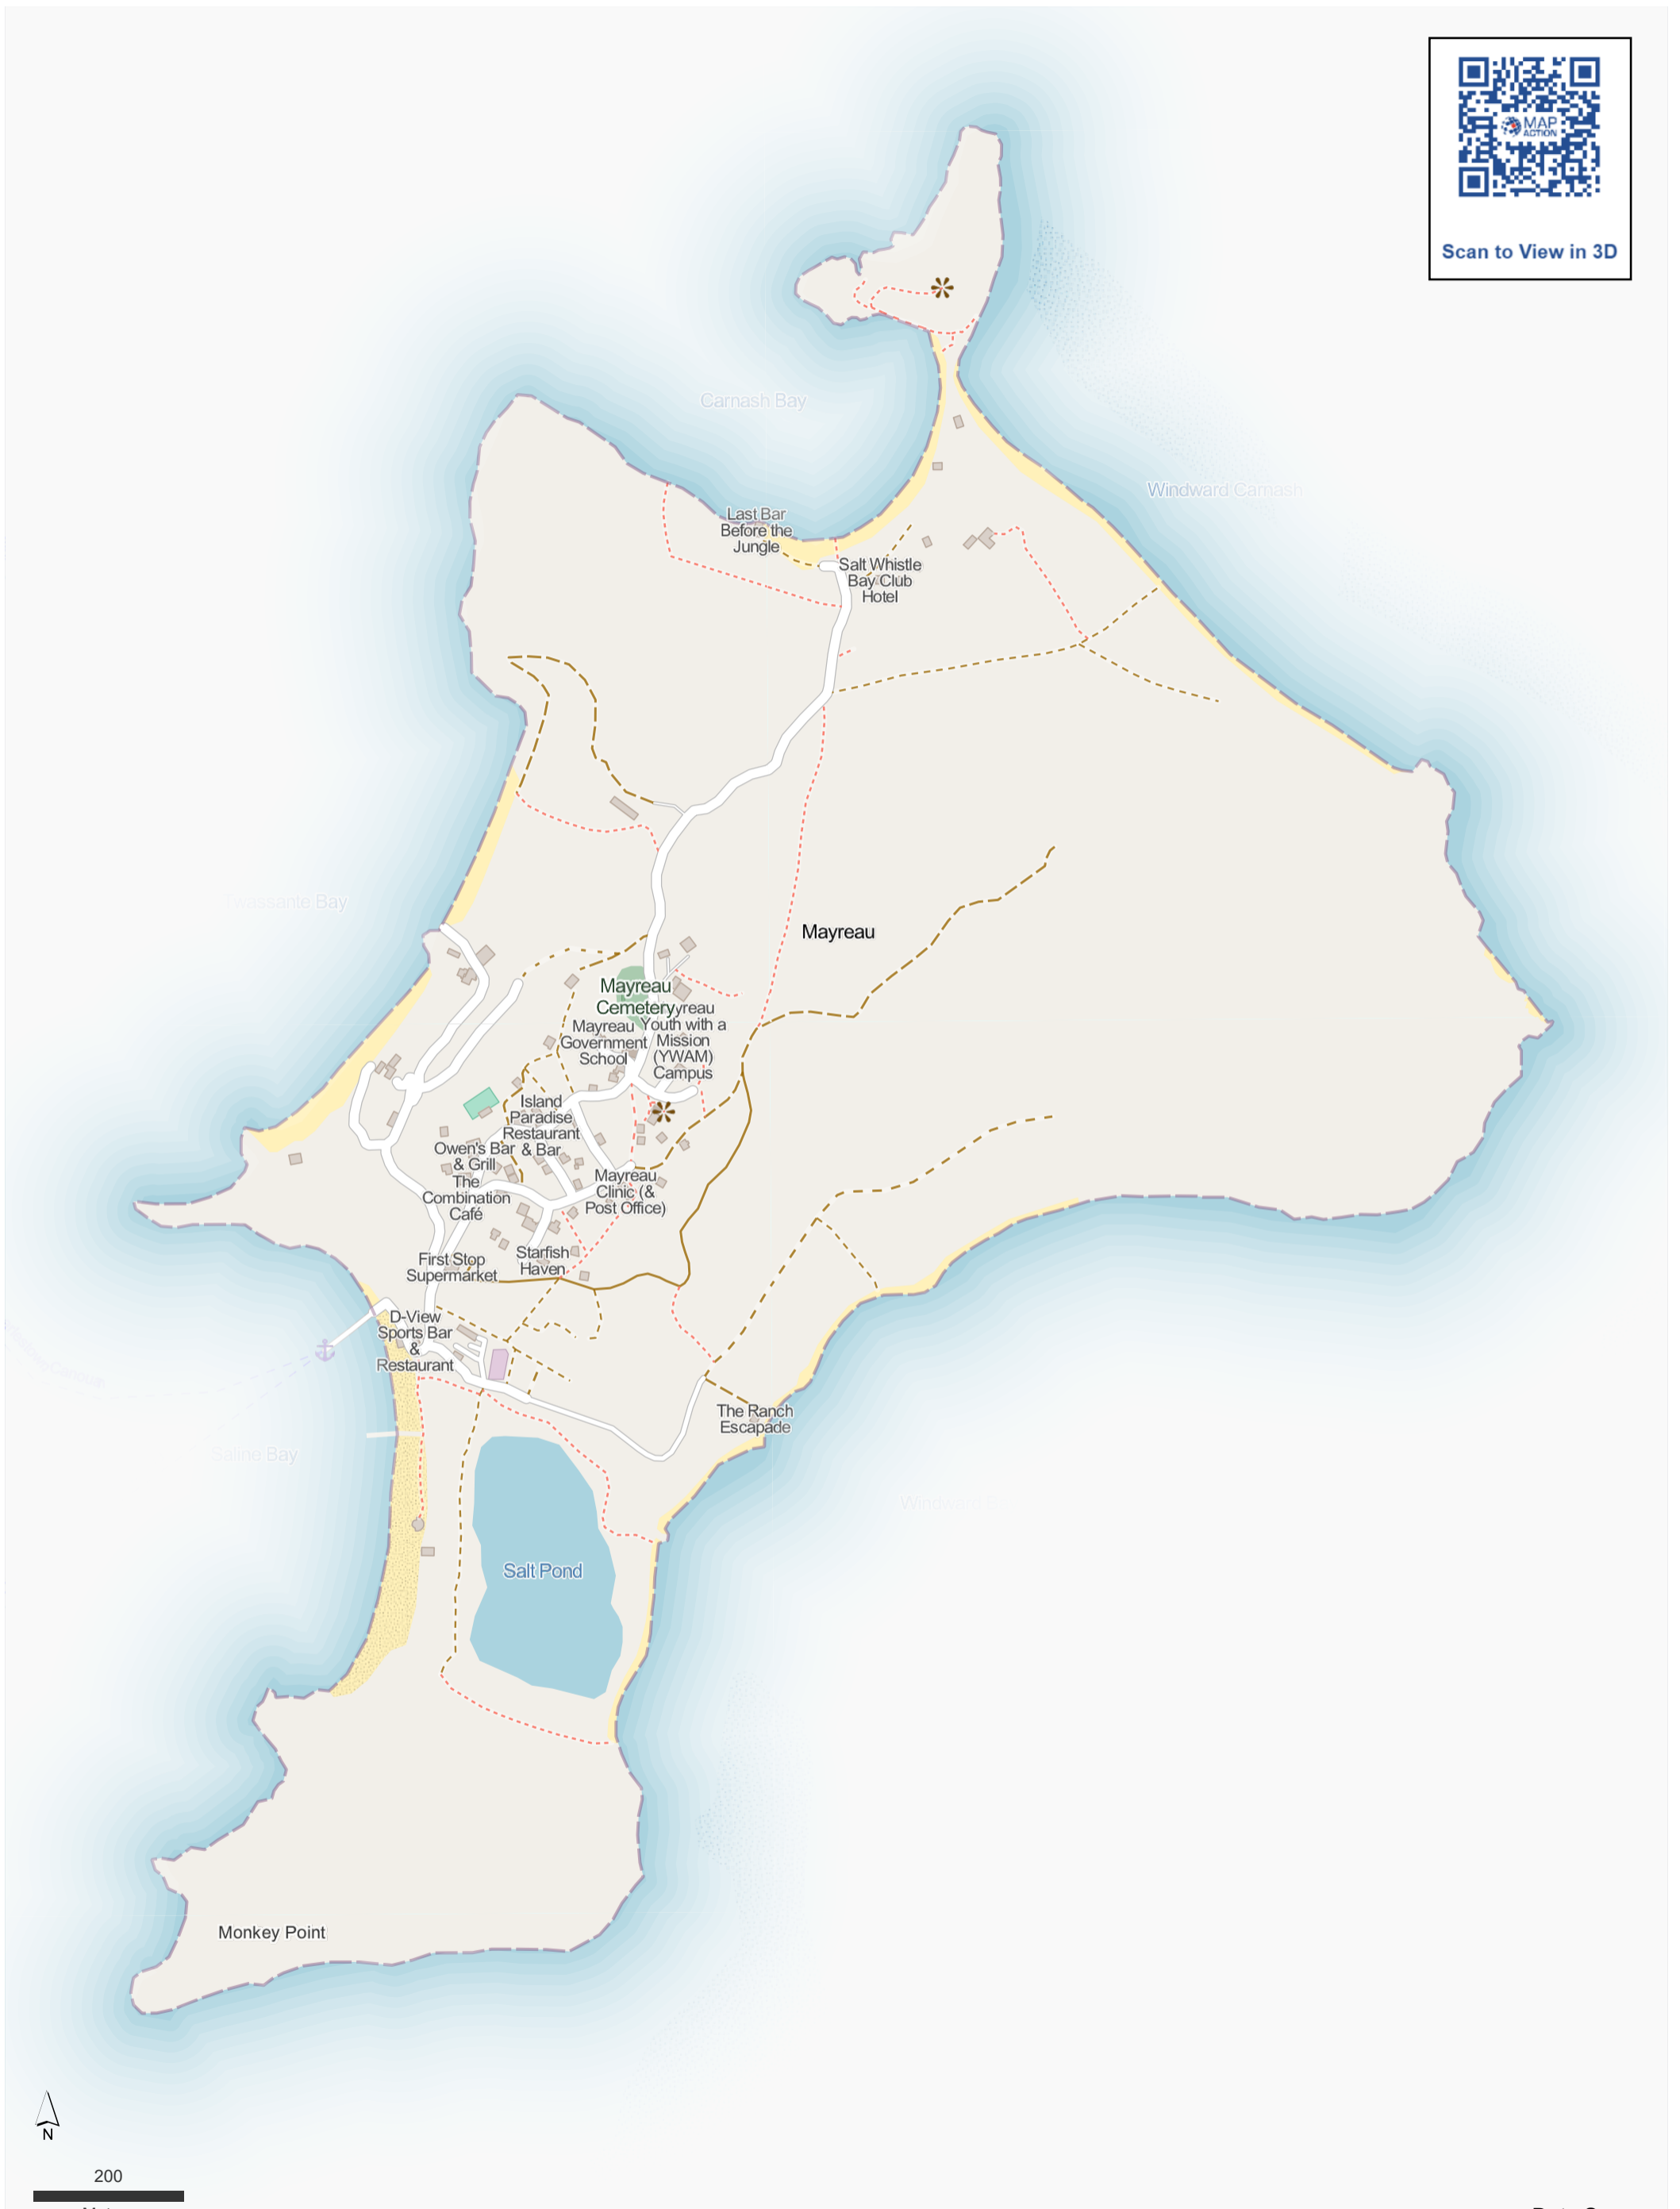 MAP
ACTION
Scan to View in 3D
Carnash Bay
Windward Carnash
Last Bar
Before the
Jungle
Salt Whistle
Bay Club
Hotel
Bay
Mayreau
Mayreau
Cemetery
yreau
Youth with a
Mission
(YWAM)
Campus
Mayreau
Government
School
Island
Paradise
Restaurant
& Bar
Owen's Bar
& Grill
The
Combination
Café
Mayreau
Clinic (&
Post Office)
First Stop
Supermarket
Starfish
Haven
D-View
Sports Bar
&
Restaurant
The Ranch
Escapade
Saline Bay
Windward
Salt Pond
Monkey Point
N
200